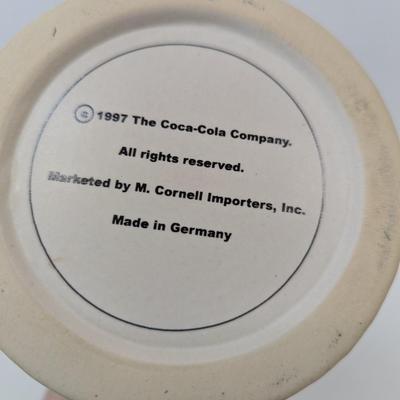 © 1997 The Coca-Cola Company.
All rights reserved.
Marketed by M. Cornell Importers, Inc.
Made in Germany